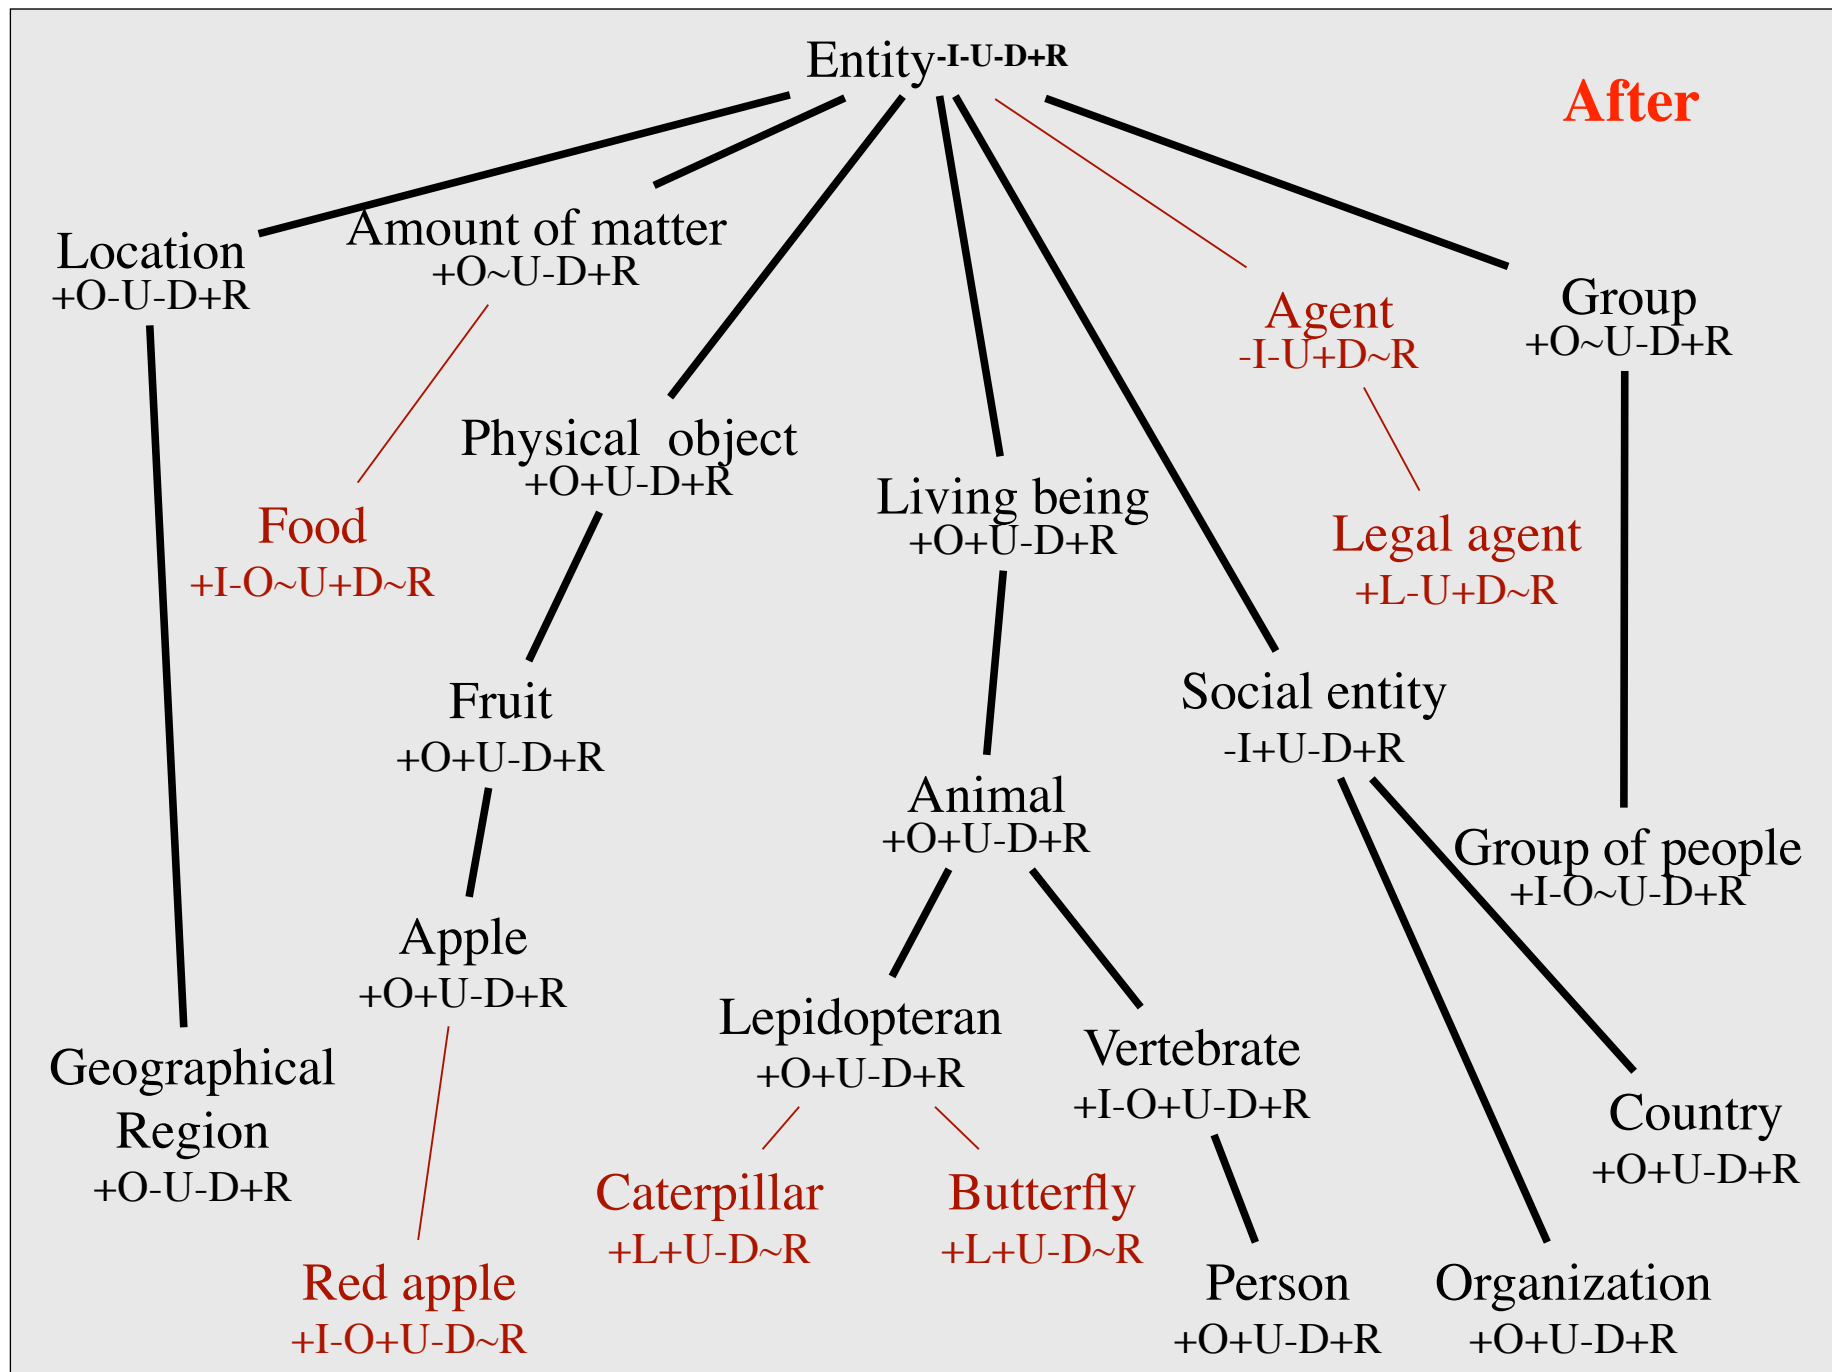 Entity-I-U-D+R
After
Location
+O-U-D+R
Amount of matter
+O~U-D+R
Agent
-I-U+D~R
Group
+O~U-D+R
Physical object
+O+U-D+R
Living being
+O+U-D+R
Food
+I-O~U+D~R
Legal agent
+L-U+D~R
Fruit
+O+U-D+R
Social entity
-I+U-D+R
Animal
+O+U-D+R
Group of people
+I-O~U-D+R
Apple
+O+U-D+R
Lepidopteran
+O+U-D+R
Vertebrate
+I-O+U-D+R
Geographical
Region
+O-U-D+R
Country
+O+U-D+R
Caterpillar
+L+U-D~R
Butterfly
+L+U-D~R
Red apple
+I-O+U-D~R
Person
+O+U-D+R
Organization
+O+U-D+R